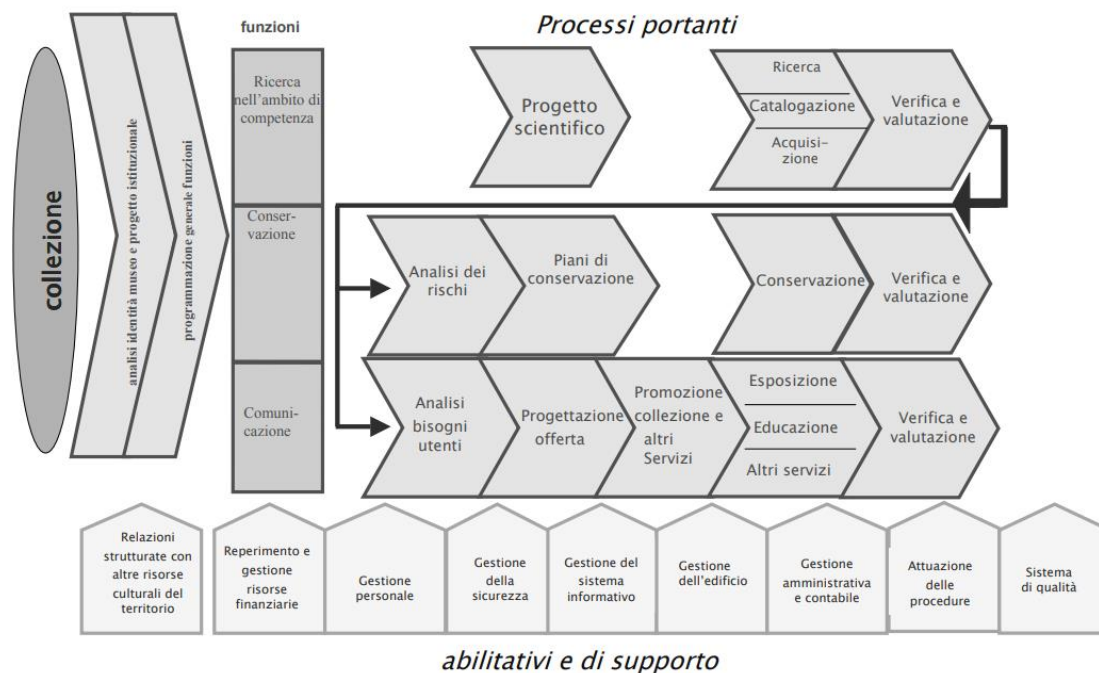 funzioni
Processi portanti
collezione
analisi identità museo e progetto istituzionale
programmazione generale funzioni
Ricerca
nell'ambito di
competenza
Progetto
scientifico
Ricerca
Catalogazione
Acquisi-
zione
Verifica e
valutazione
Conser-
vazione
Analisi dei
rischi
Piani di
conservazione
Conservazione
Verifica e
valutazione
Comuni-
cazione
Analisi
bisogni
utenti
Progettazione
offerta
Promozione
collezione e
altri
Servizi
Esposizione
Educazione
Altri servizi
Verifica e
valutazione
Relazioni
strutturate con
altre risorse
culturali del
territorio
Reperimento e
gestione
risorse
finanziarie
Gestione
personale
Gestione
della
sicurezza
Gestione del
sistema
informativo
Gestione
dell'edificio
Gestione
amministrativa
e contabile
Attuazione
delle
procedure
Sistema
di qualità
abilitativi e di supporto